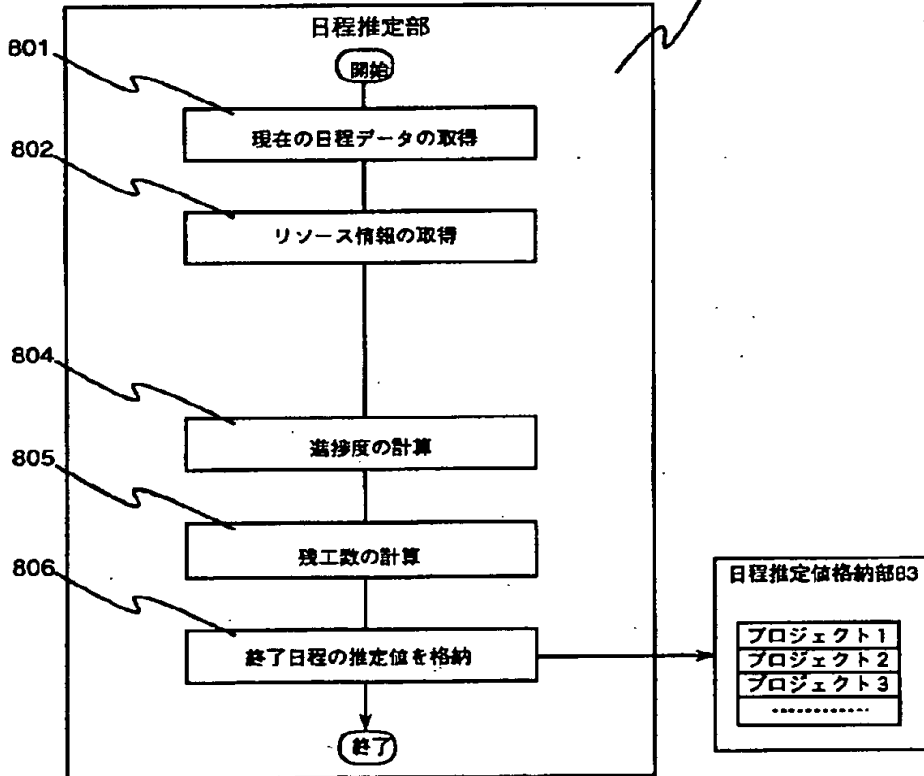 日程推定部
開始
801
現在の日程データの取得
802
リソース情報の取得
804
進捗度の計算
805
残工数の計算
806
終了日程の推定値を格納
終了
日程推定値格納部83
プロジェクト1
プロジェクト2
プロジェクト3
…………